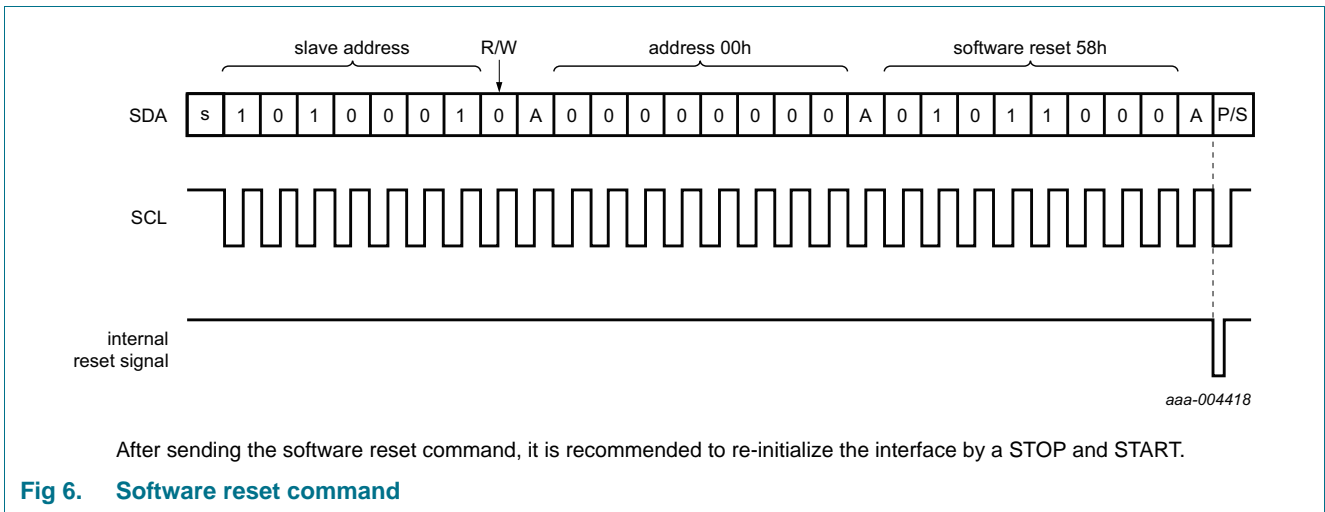 slave address R/W address 00h software reset 58h
SDA s 1 0 1 0 0 0 1 0 A 0 0 0 0 0 0 0 0 A 0 1 0 1 1 0 0 0 A P/S
SCL
internal
reset signal
aaa-004418
After sending the software reset command, it is recommended to re-initialize the interface by a STOP and START.
Fig 6. Software reset command